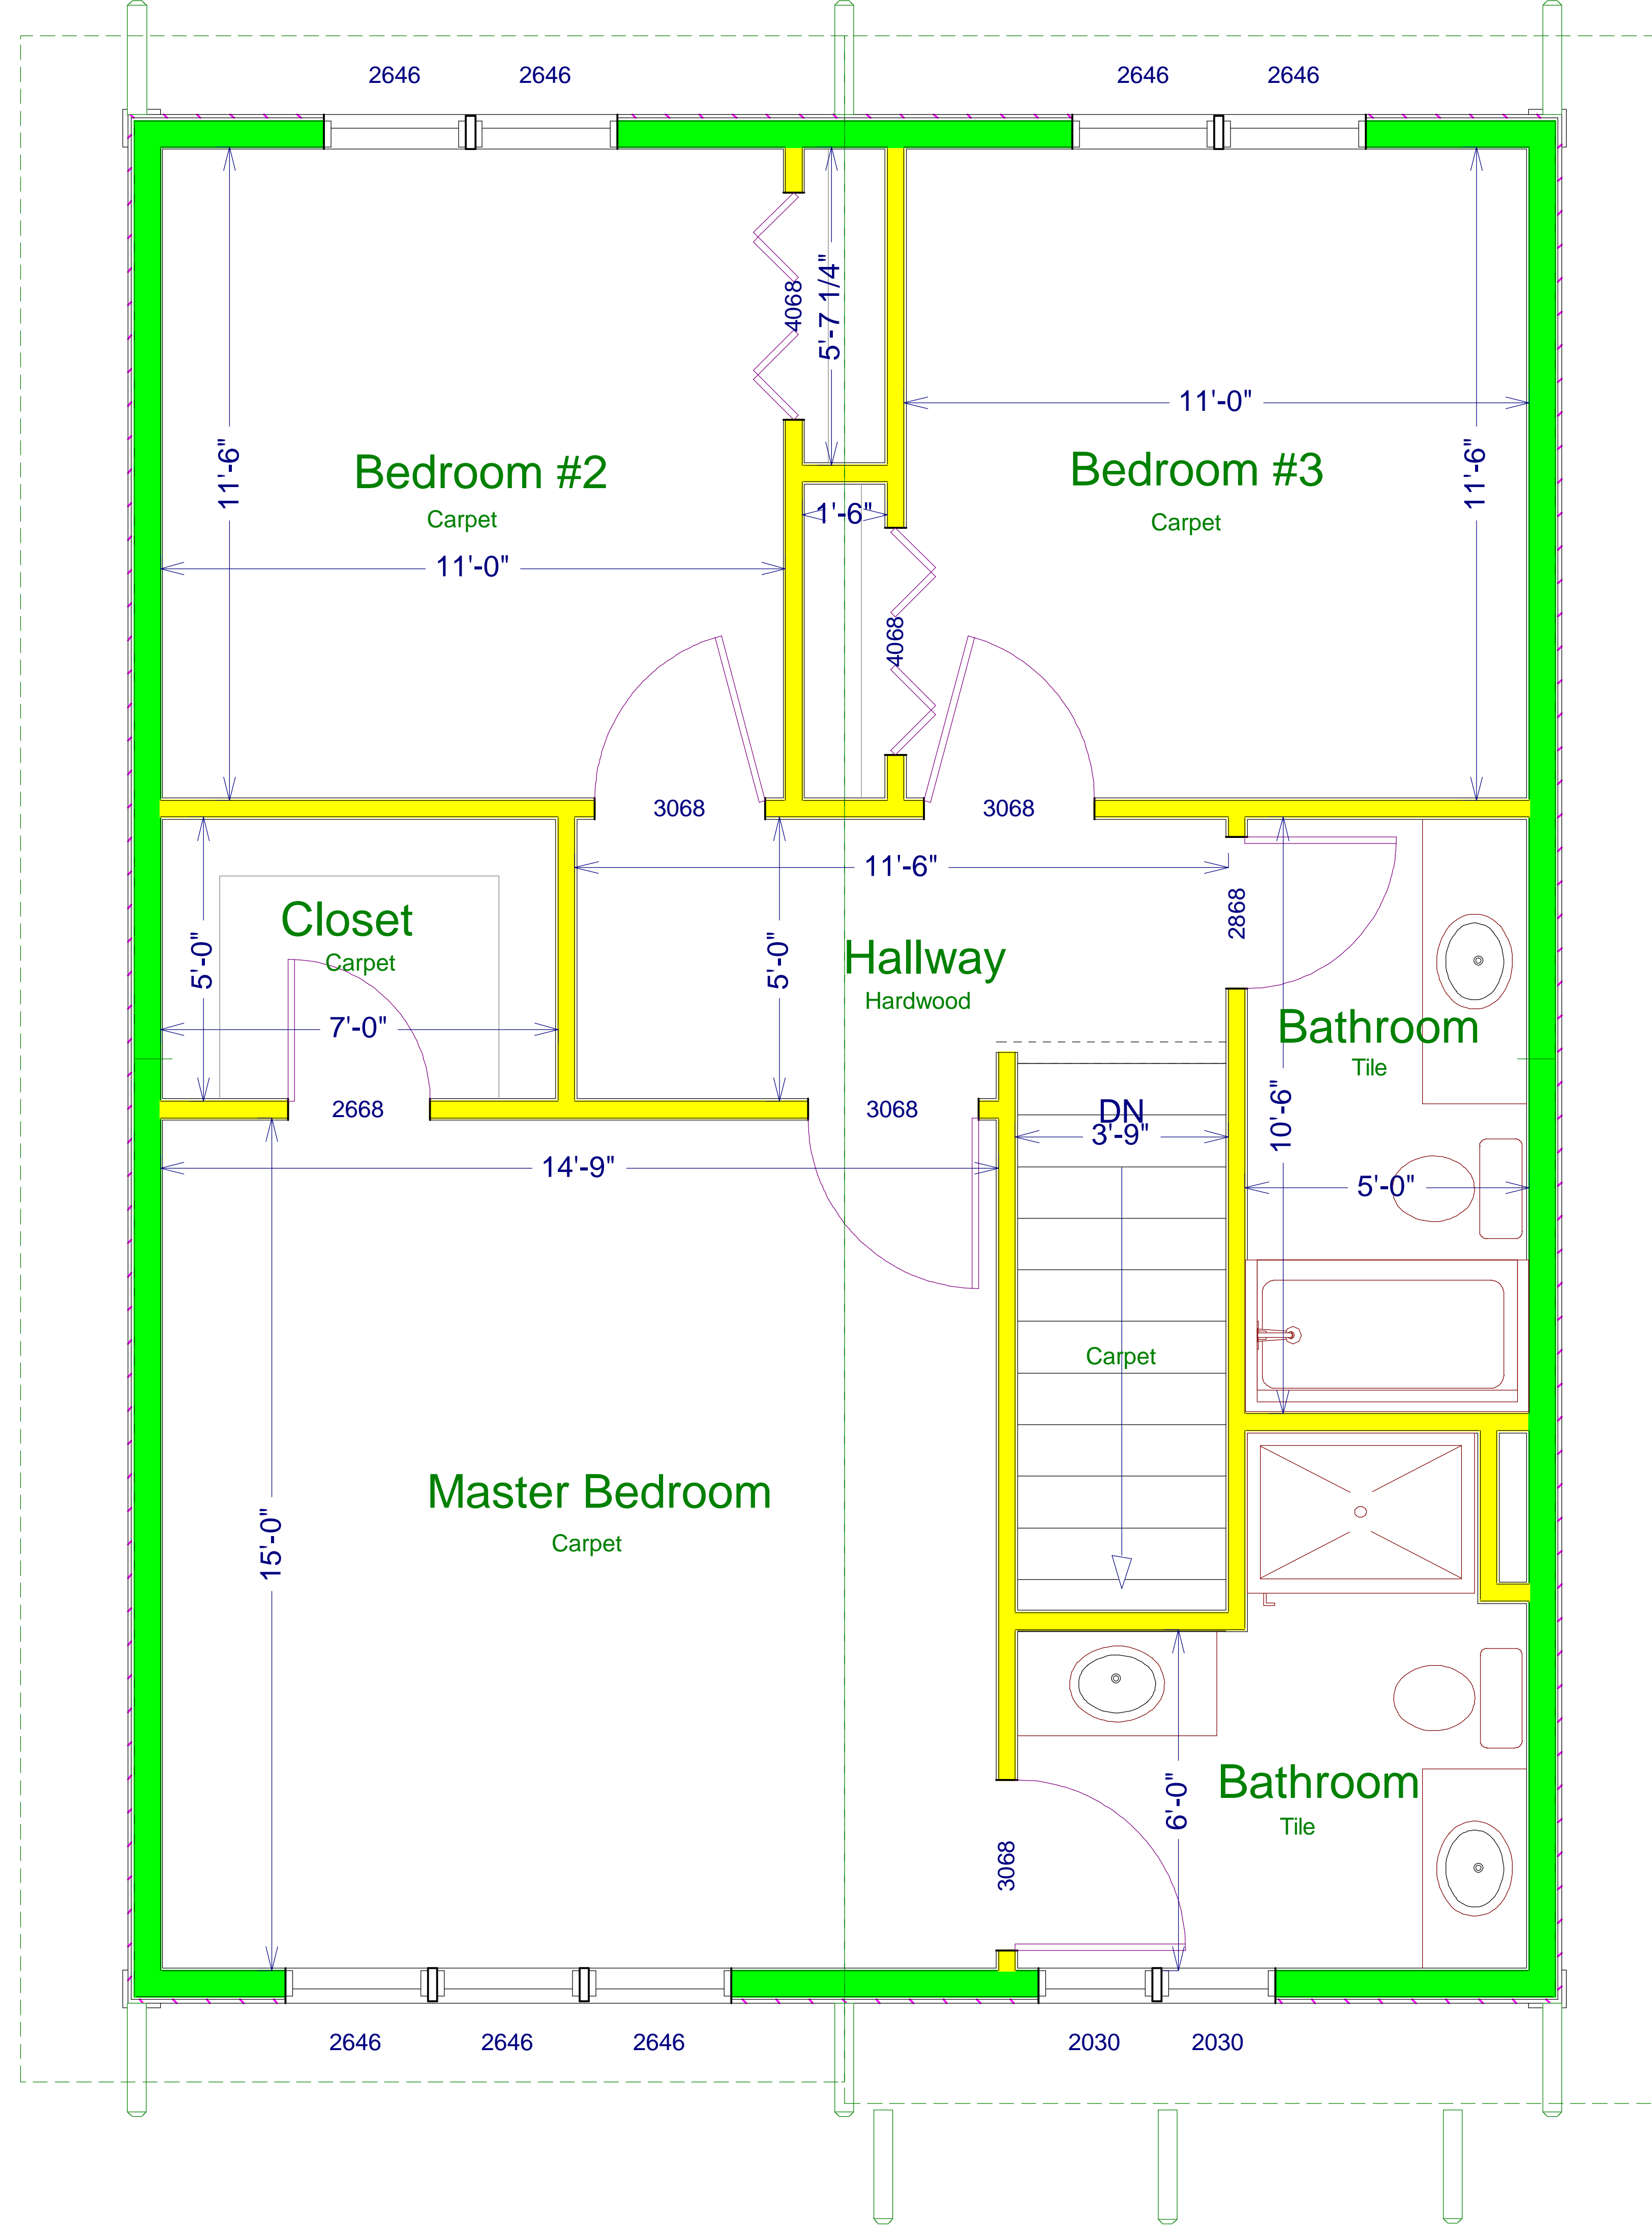 2646
2646
2646
2646
4068
5'-7 1/4"
11'-0"
11'-6"
Bedroom #2
Carpet
Bedroom #3
Carpet
11'-6"
1'-6"
11'-0"
4068
3068
3068
11'-6"
2868
Closet
Carpet
5'-0"
5'-0"
Hallway
Hardwood
7'-0"
Bathroom
Tile
2668
3068
DN
3'-9"
10'-6"
14'-9"
5'-0"
Carpet
Master Bedroom
Carpet
15'-0"
Bathroom
Tile
6'-0"
3068
2646
2646
2646
2030
2030